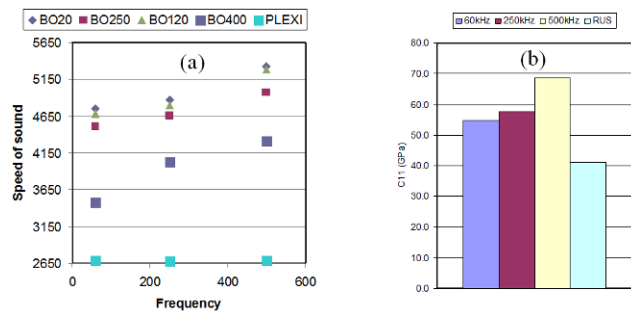 BO20 BO250 BO120 BO400 PLEXI
(a)
Speed of sound
5650
5150
4650
4150
3650
3150
2650
0 200 400 600
Frequency
60kHz 250kHz 500kHz RUS
(b)
C11 (GPa)
80.0
70.0
60.0
50.0
40.0
30.0
20.0
10.0
0.0